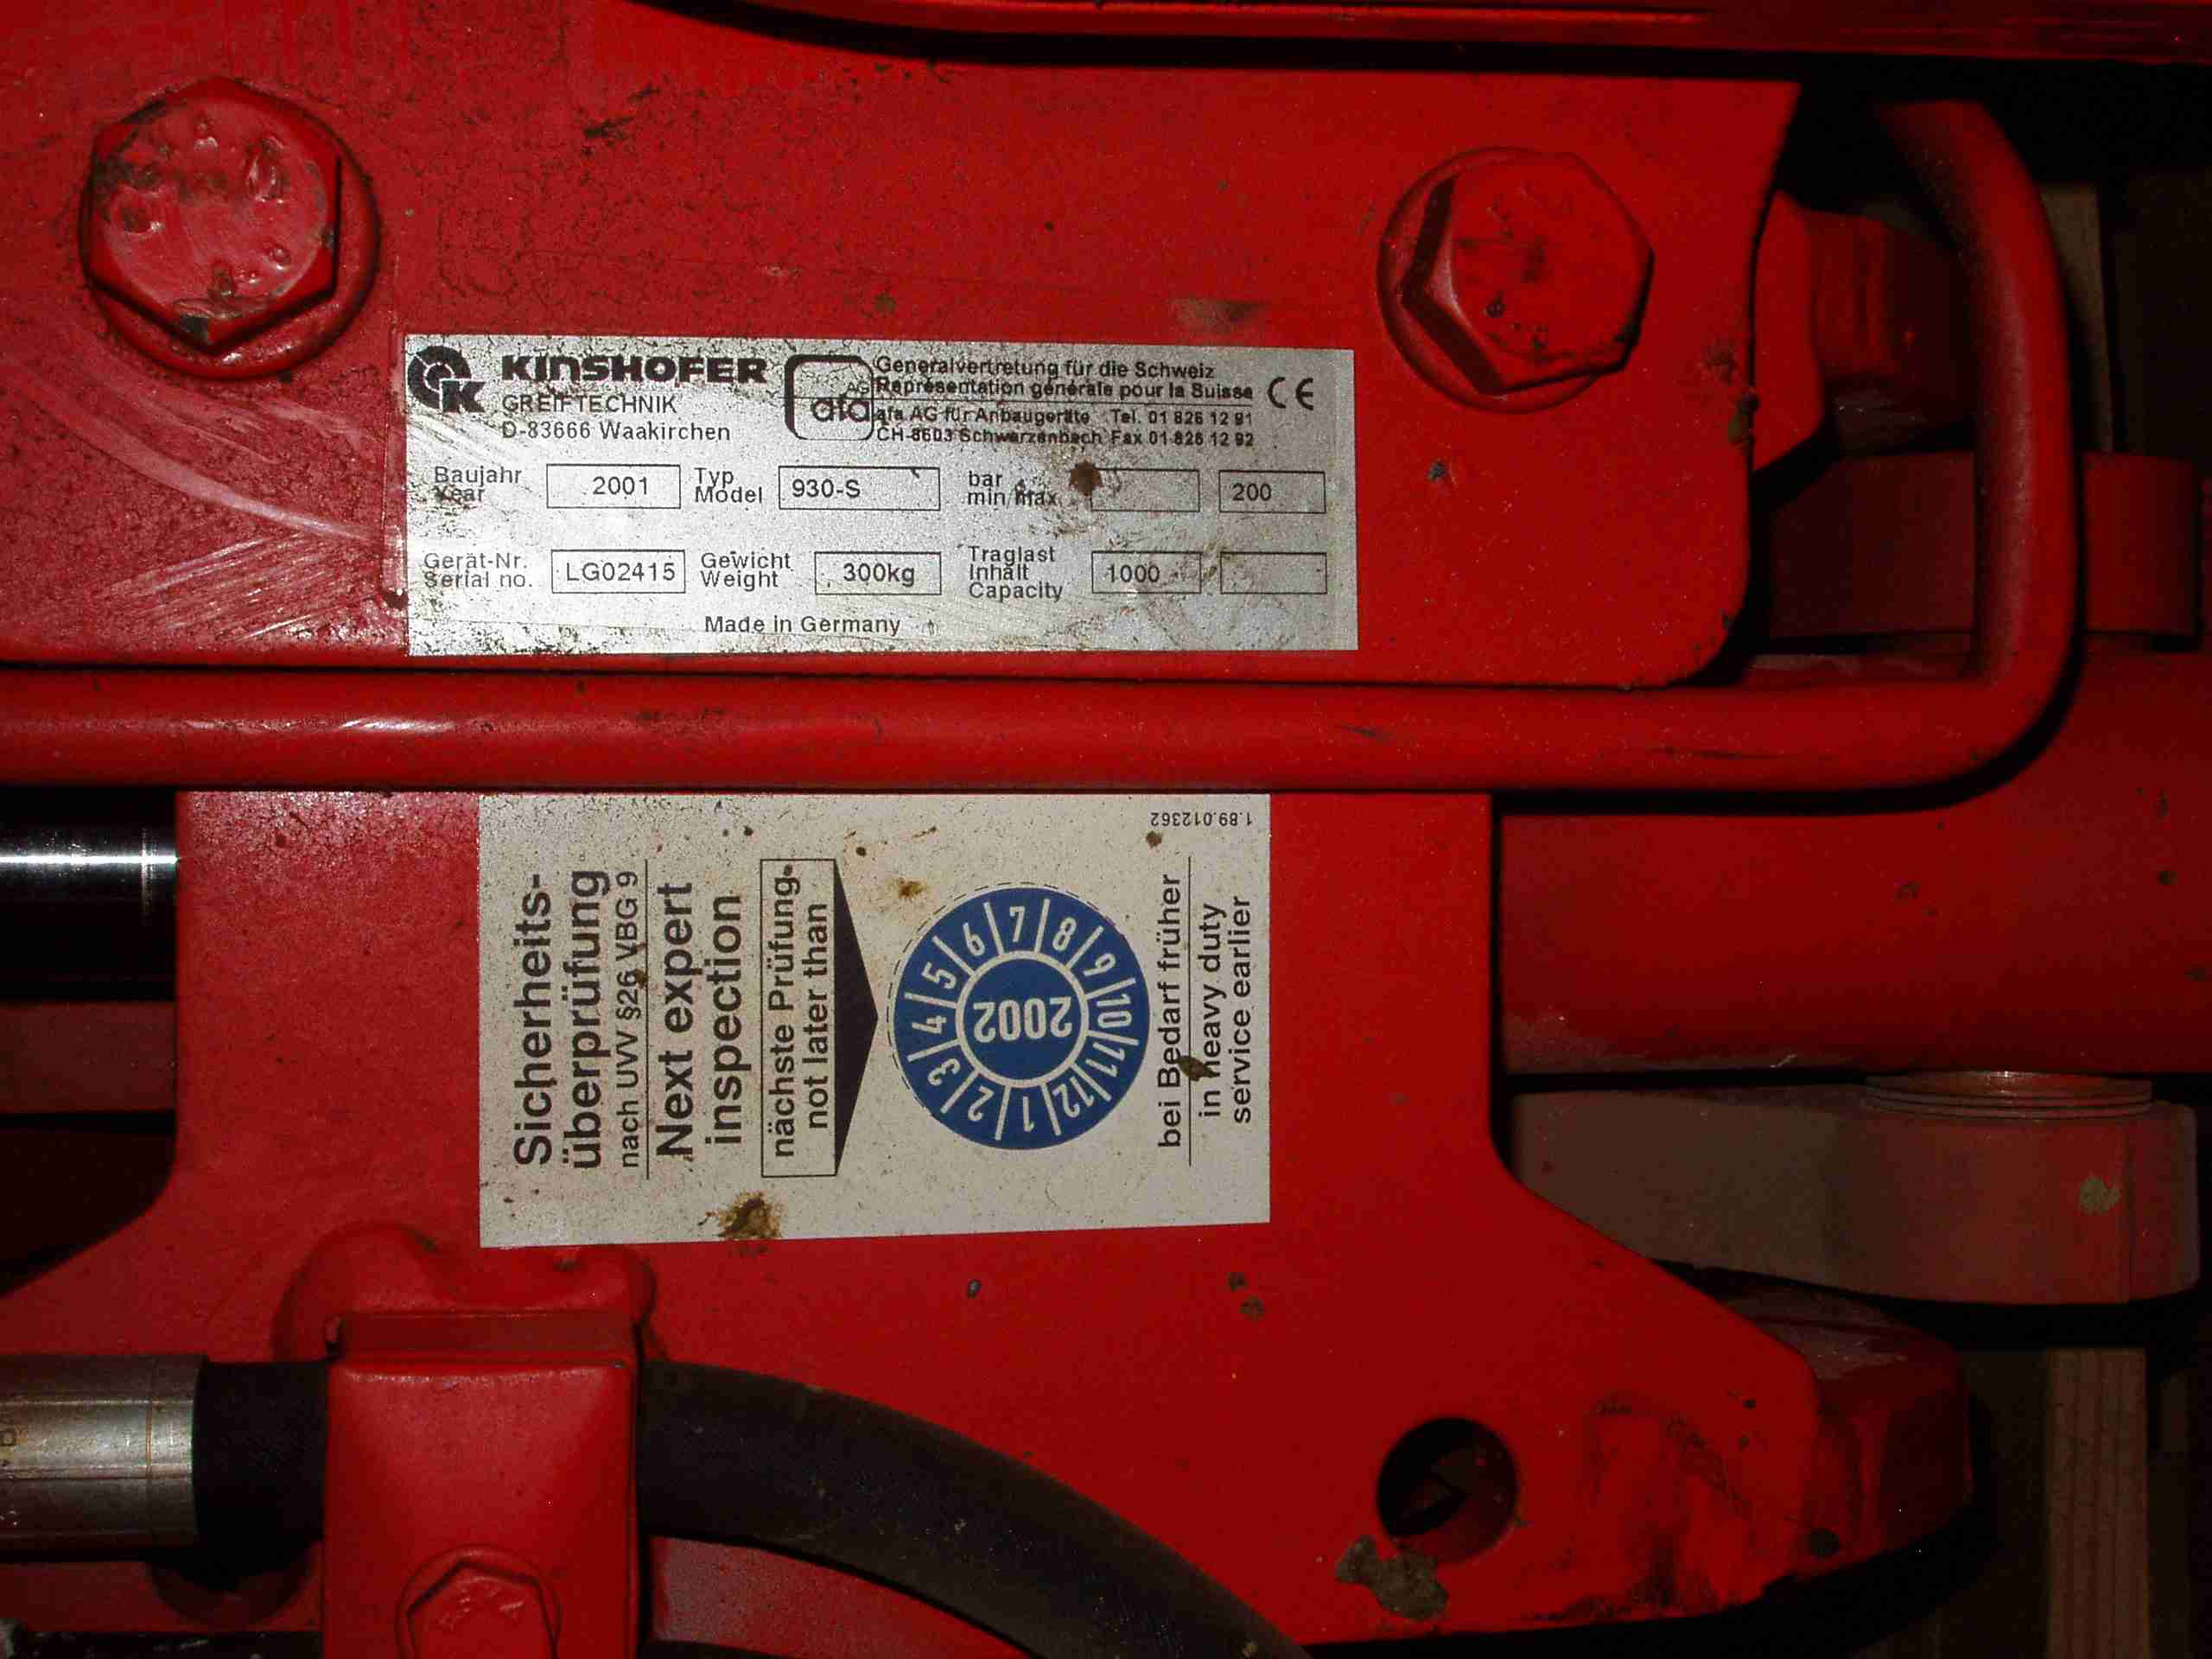 KINSHOFER
GREIFTECHNIK
D-83666 Waakirchen
afa AG
Generalvertretung für die Schweiz
Représentation générale pour la Suisse
afa AG für Anbaugeräte Tel. 01 826 12 91
CH-8603 Schwerzenbach Fax 01 826 12 92
CE
Baujahr
Year
2001
Typ
Model
930-S
bar
min/max
200
Gerät-Nr.
Serial no.
LG02415
Gewicht
Weight
300kg
Traglast
Inhalt
Capacity
1000
Made in Germany
Sicherheits-
überprüfung
nach UVV §26 VBG 9
Next expert
inspection
nächste Prüfung
not later than
1 2 3 4 5 6 7 8 9 10 11 12
2002
bei Bedarf früher
in heavy duty
service earlier
1.89.012362